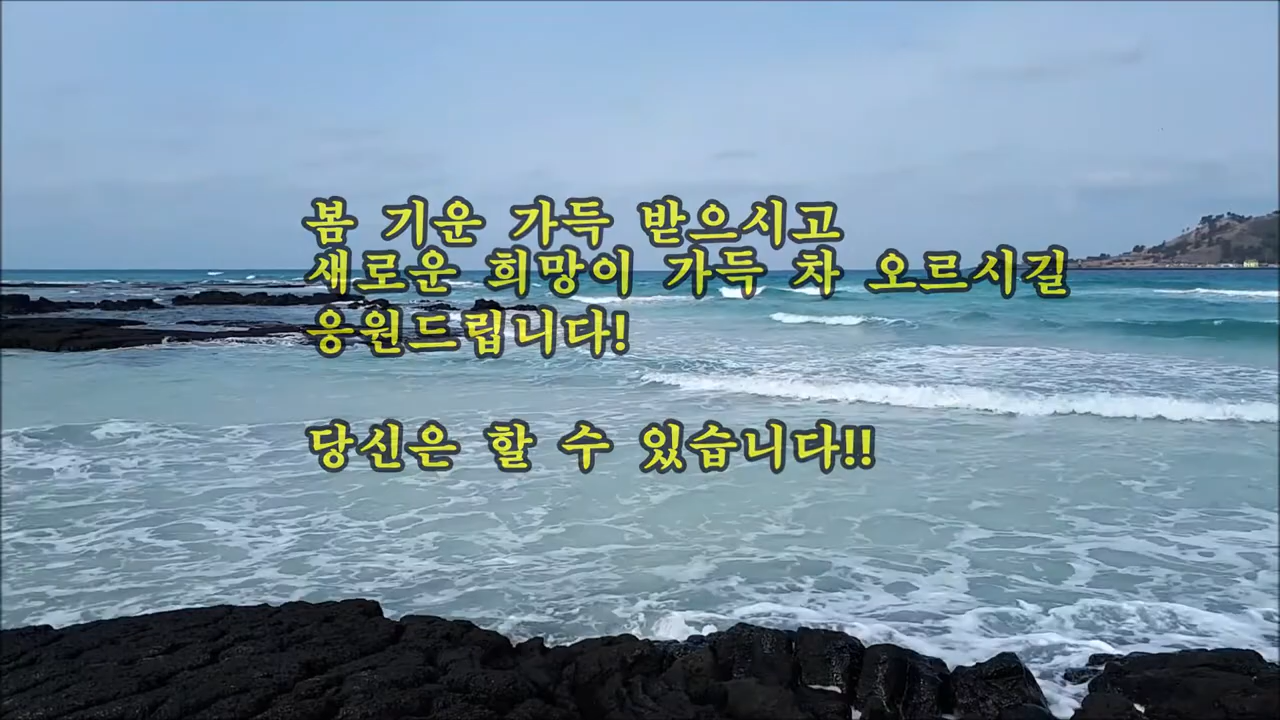 봄 기운 가득 받으시고
새로운 희망이 가득 차 오르시길
응원드립니다!
당신은 할 수 있습니다!!